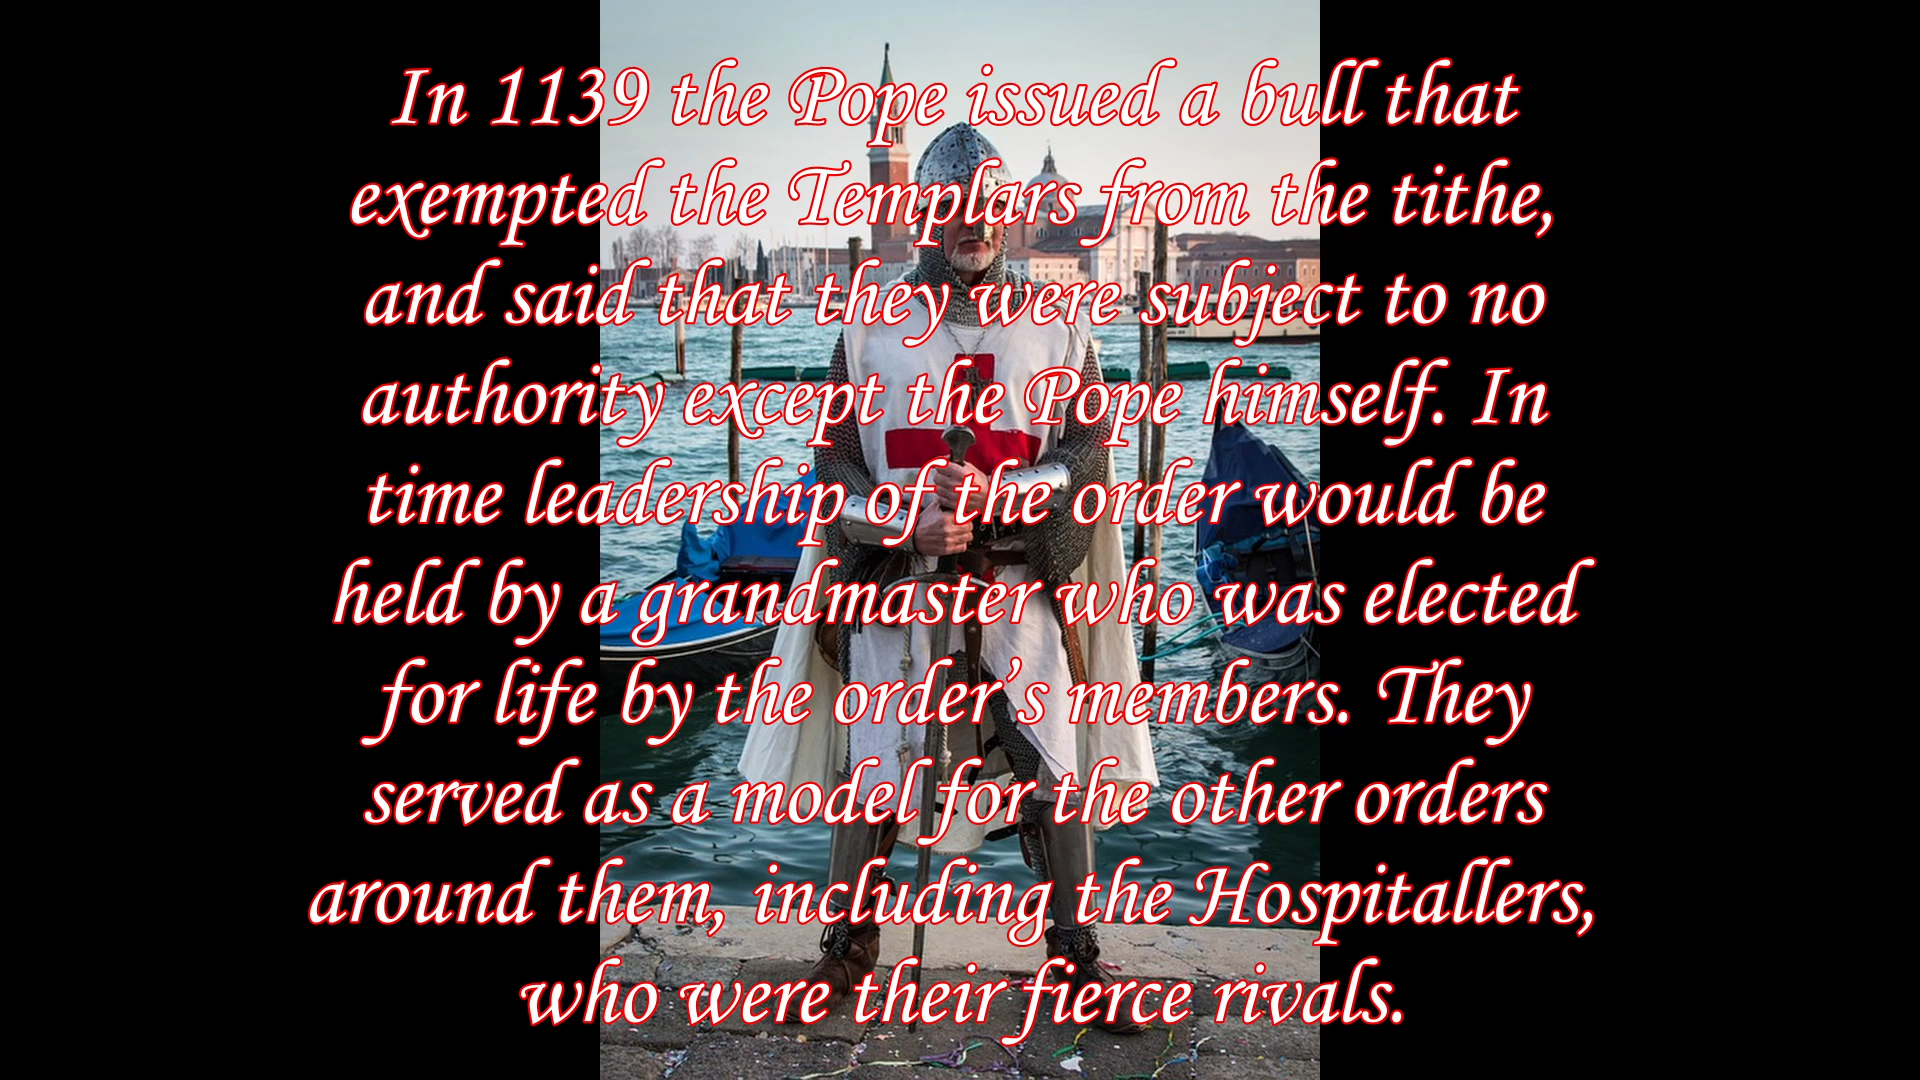 In 1139 the Pope issued a bull that
exempted the Templars from the tithe,
and said that they were subject to no
authority except the Pope himself. In
time leadership of the order would be
held by a grandmaster who was elected
for life by the order’s members. They
served as a model for the other orders
around them, including the Hospitallers,
who were their fierce rivals.